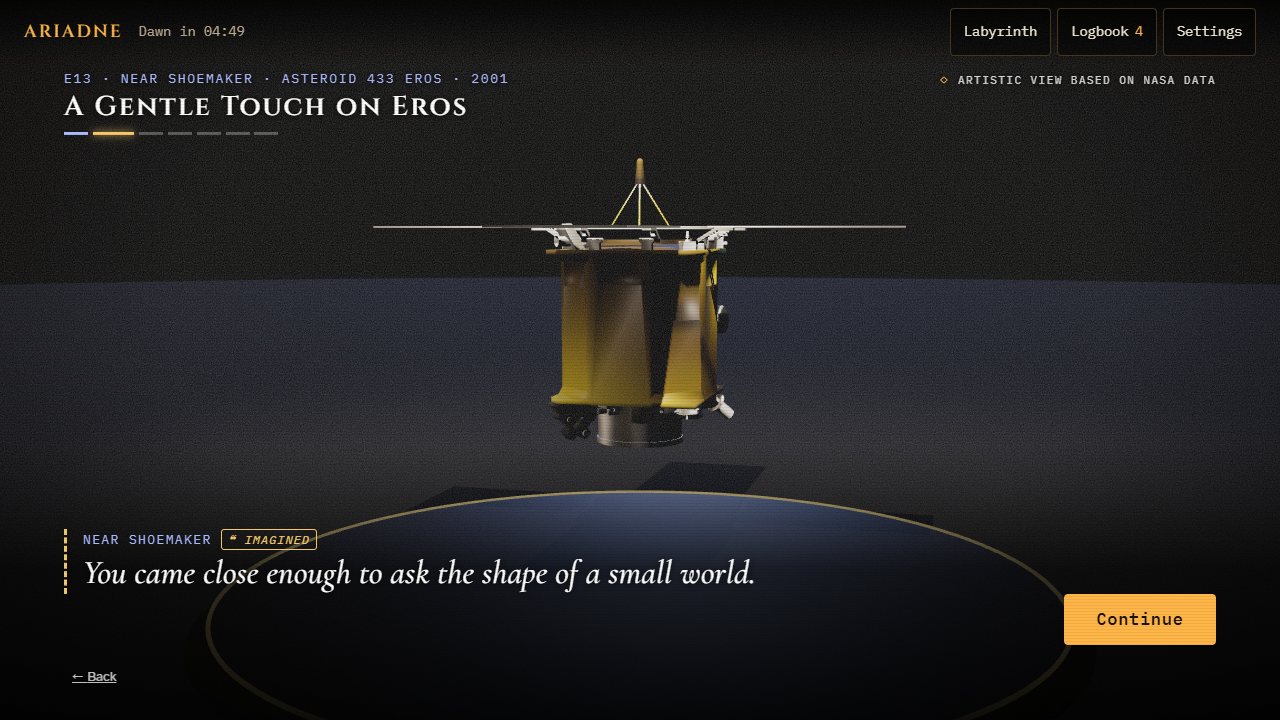 ARIADNE
Dawn in 04:49
Labyrinth
Logbook 4
Settings
E13 · NEAR SHOEMAKER · ASTEROID 433 EROS · 2001
A Gentle Touch on Eros
◇ ARTISTIC VIEW BASED ON NASA DATA
NEAR SHOEMAKER
❝ IMAGINED
You came close enough to ask the shape of a small world.
Continue
← Back